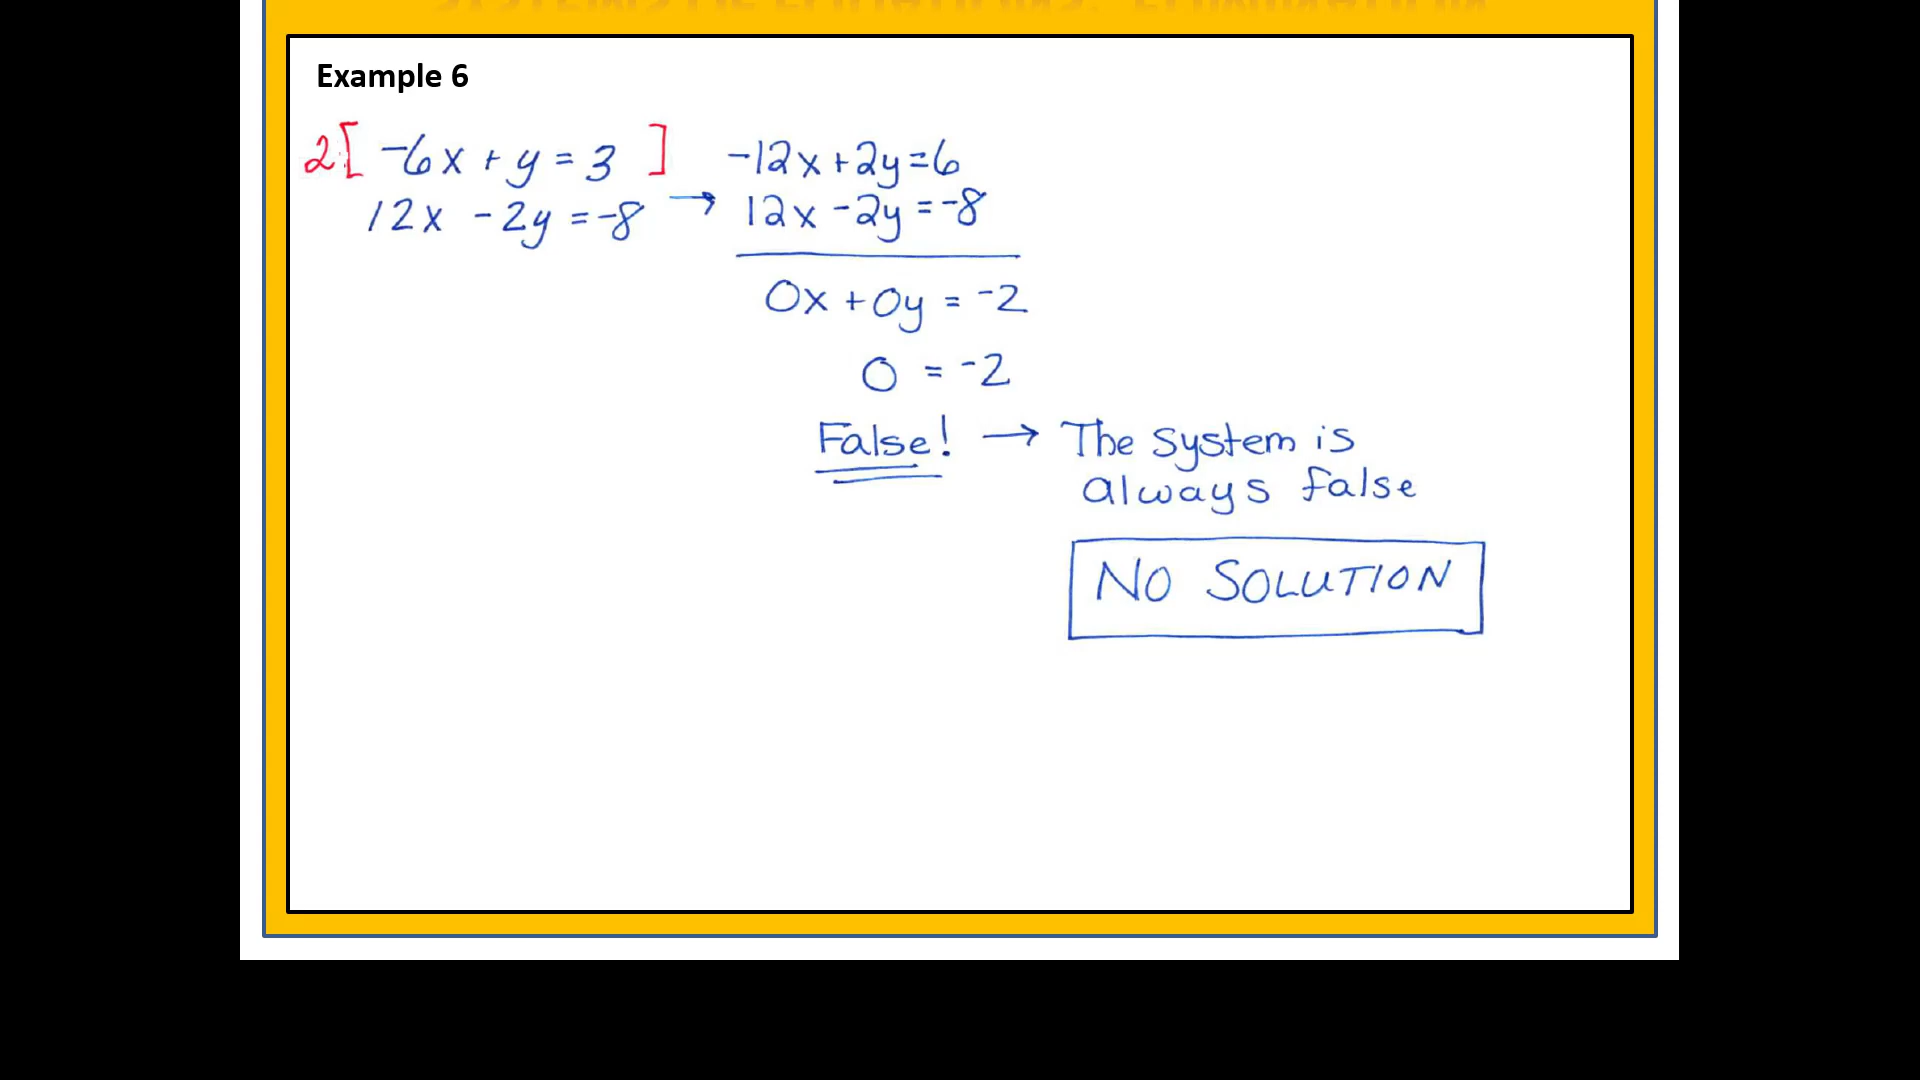 Example 6
2[ -6x + y = 3 ]
12x - 2y = -8 →
-12x + 2y = 6
12x - 2y = -8
0x + 0y = -2
0 = -2
False! → The system is
always false
NO SOLUTION